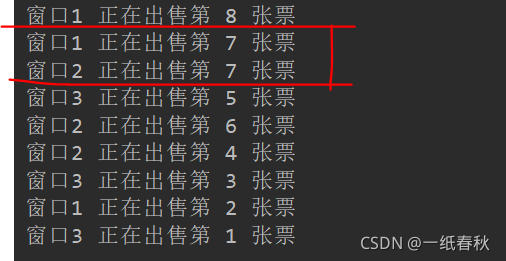 窗口1 正在出售第 8 张票
窗口1 正在出售第 7 张票
窗口2 正在出售第 7 张票
窗口3 正在出售第 5 张票
窗口2 正在出售第 6 张票
窗口2 正在出售第 4 张票
窗口3 正在出售第 3 张票
窗口1 正在出售第 2 张票
窗口3 正在出售第 1 张票
CSDN @一纸春秋